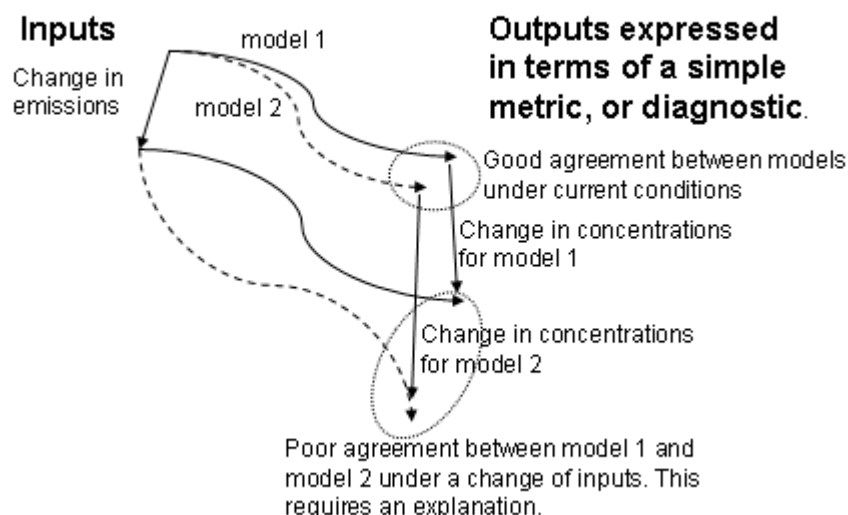 Inputs
Change in
emissions
model 1
model 2
Outputs expressed
in terms of a simple
metric, or diagnostic.
Good agreement between models
under current conditions
Change in concentrations
for model 1
Change in concentrations
for model 2
Poor agreement between model 1 and
model 2 under a change of inputs. This
requires an explanation.